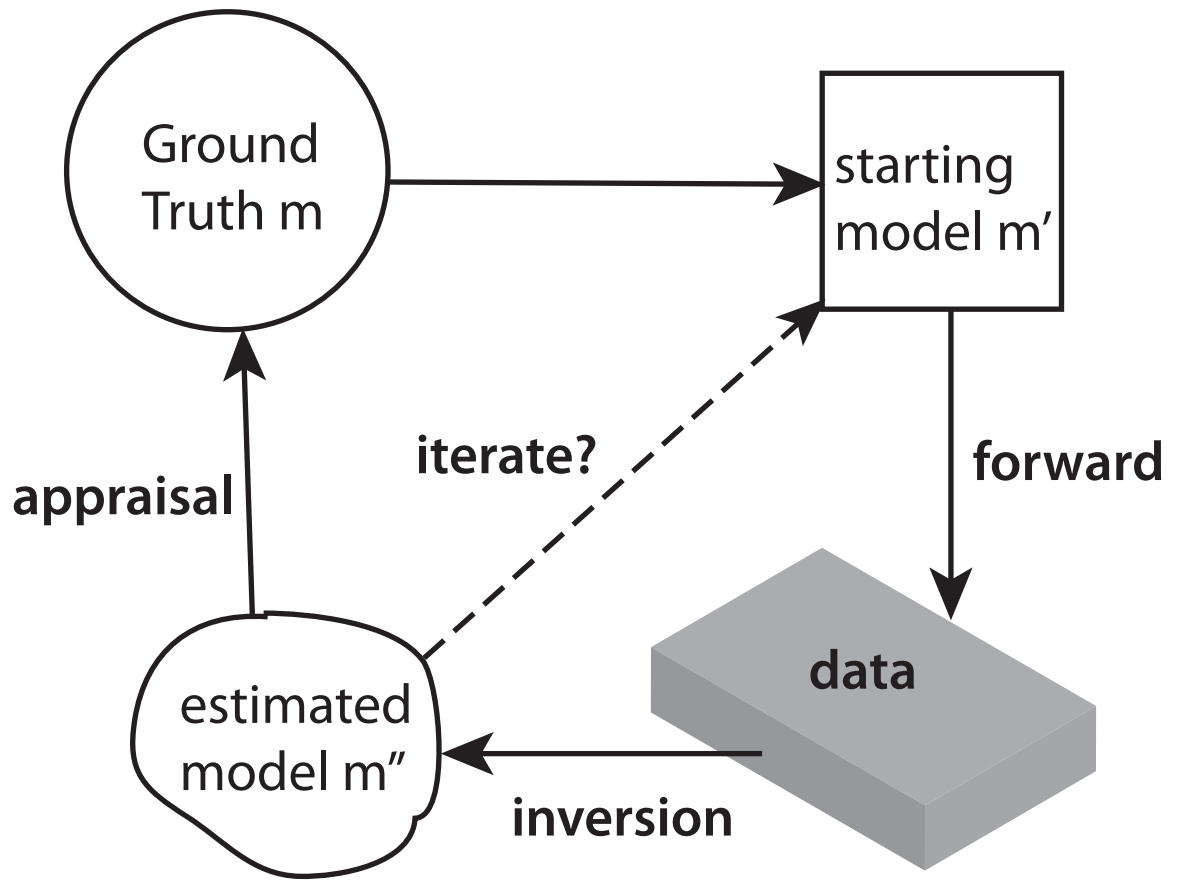 Ground
Truth m
starting
model m′
iterate?
forward
appraisal
data
estimated
model m″
inversion